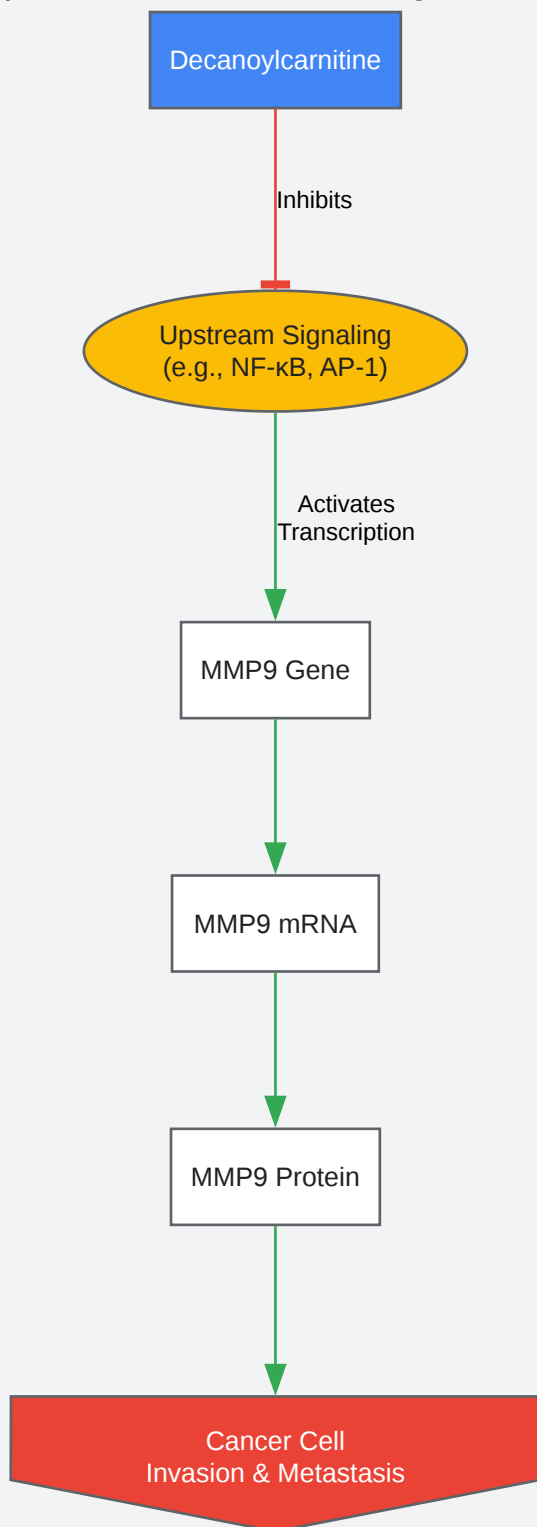 Decanoylcarnitine
Inhibits
Upstream Signaling
(e.g., NF-κB, AP-1)
Activates
Transcription
MMP9 Gene
MMP9 mRNA
MMP9 Protein
Cancer Cell
Invasion & Metastasis